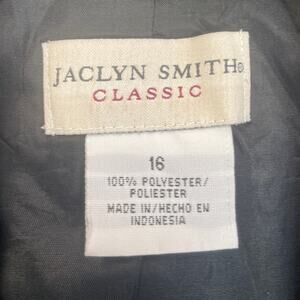 JACLYN SMITH®
CLASSIC
16
100% POLYESTER/
POLIESTER
MADE IN/HECHO EN
INDONESIA